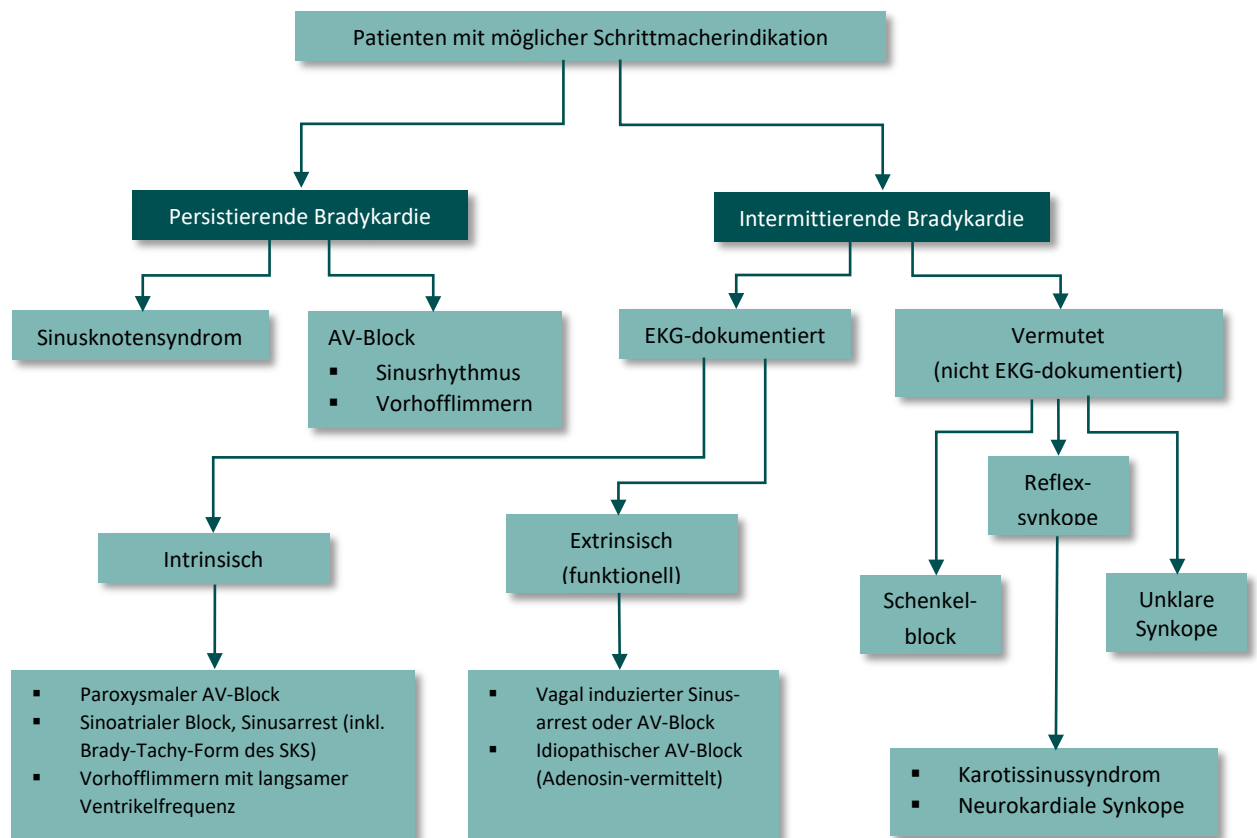 Patienten mit möglicher Schrittmacherindikation
Persistierende Bradykardie
Intermittierende Bradykardie
Sinusknotensyndrom
AV-Block
▪ Sinusrhythmus
▪ Vorhofflimmern
EKG-dokumentiert
Vermutet
(nicht EKG-dokumentiert)
Intrinsisch
Extrinsisch
(funktionell)
Schenkel-
block
Reflex-
synkope
Unklare
Synkope
▪ Paroxysmaler AV-Block
▪ Sinoatrialer Block, Sinusarrest (inkl.
Brady-Tachy-Form des SKS)
▪ Vorhofflimmern mit langsamer
Ventrikelfrequenz
▪ Vagal induzierter Sinus-
arrest oder AV-Block
▪ Idiopathischer AV-Block
(Adenosin-vermittelt)
▪ Karotissinussyndrom
▪ Neurokardiale Synkope